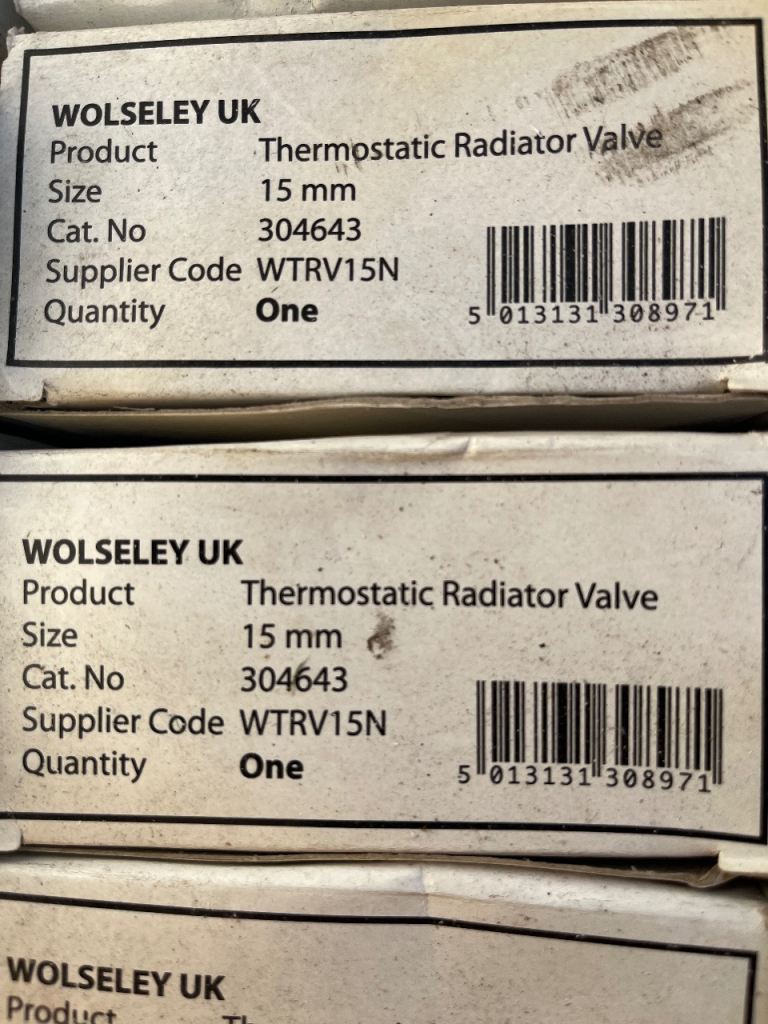 WOLSELEY UK
Product Thermostatic Radiator Valve
Size 15 mm
Cat. No 304643
Supplier Code WTRV15N
Quantity One
5 013131 308971
WOLSELEY UK
Product Thermostatic Radiator Valve
Size 15 mm
Cat. No 304643
Supplier Code WTRV15N
Quantity One
5 013131 308971
WOLSELEY UK
Product